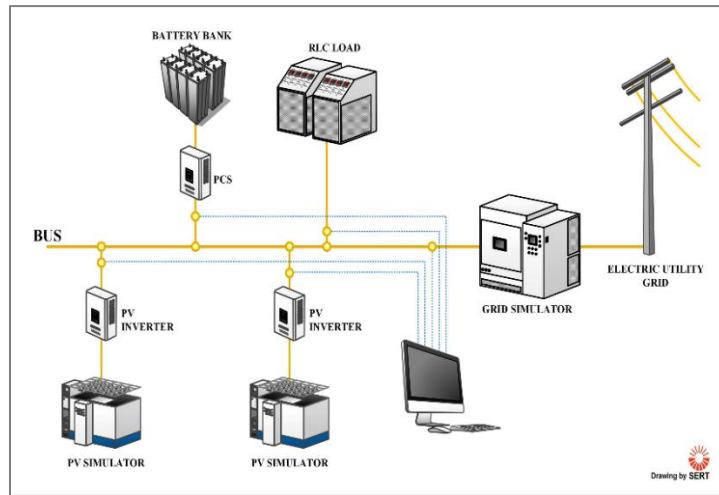 BATTERY BANK
RLC LOAD
PCS
BUS
ELECTRIC UTILITY
GRID
GRID SIMULATOR
PV
INVERTER
PV
INVERTER
PV SIMULATOR
PV SIMULATOR
Drawing by SERT